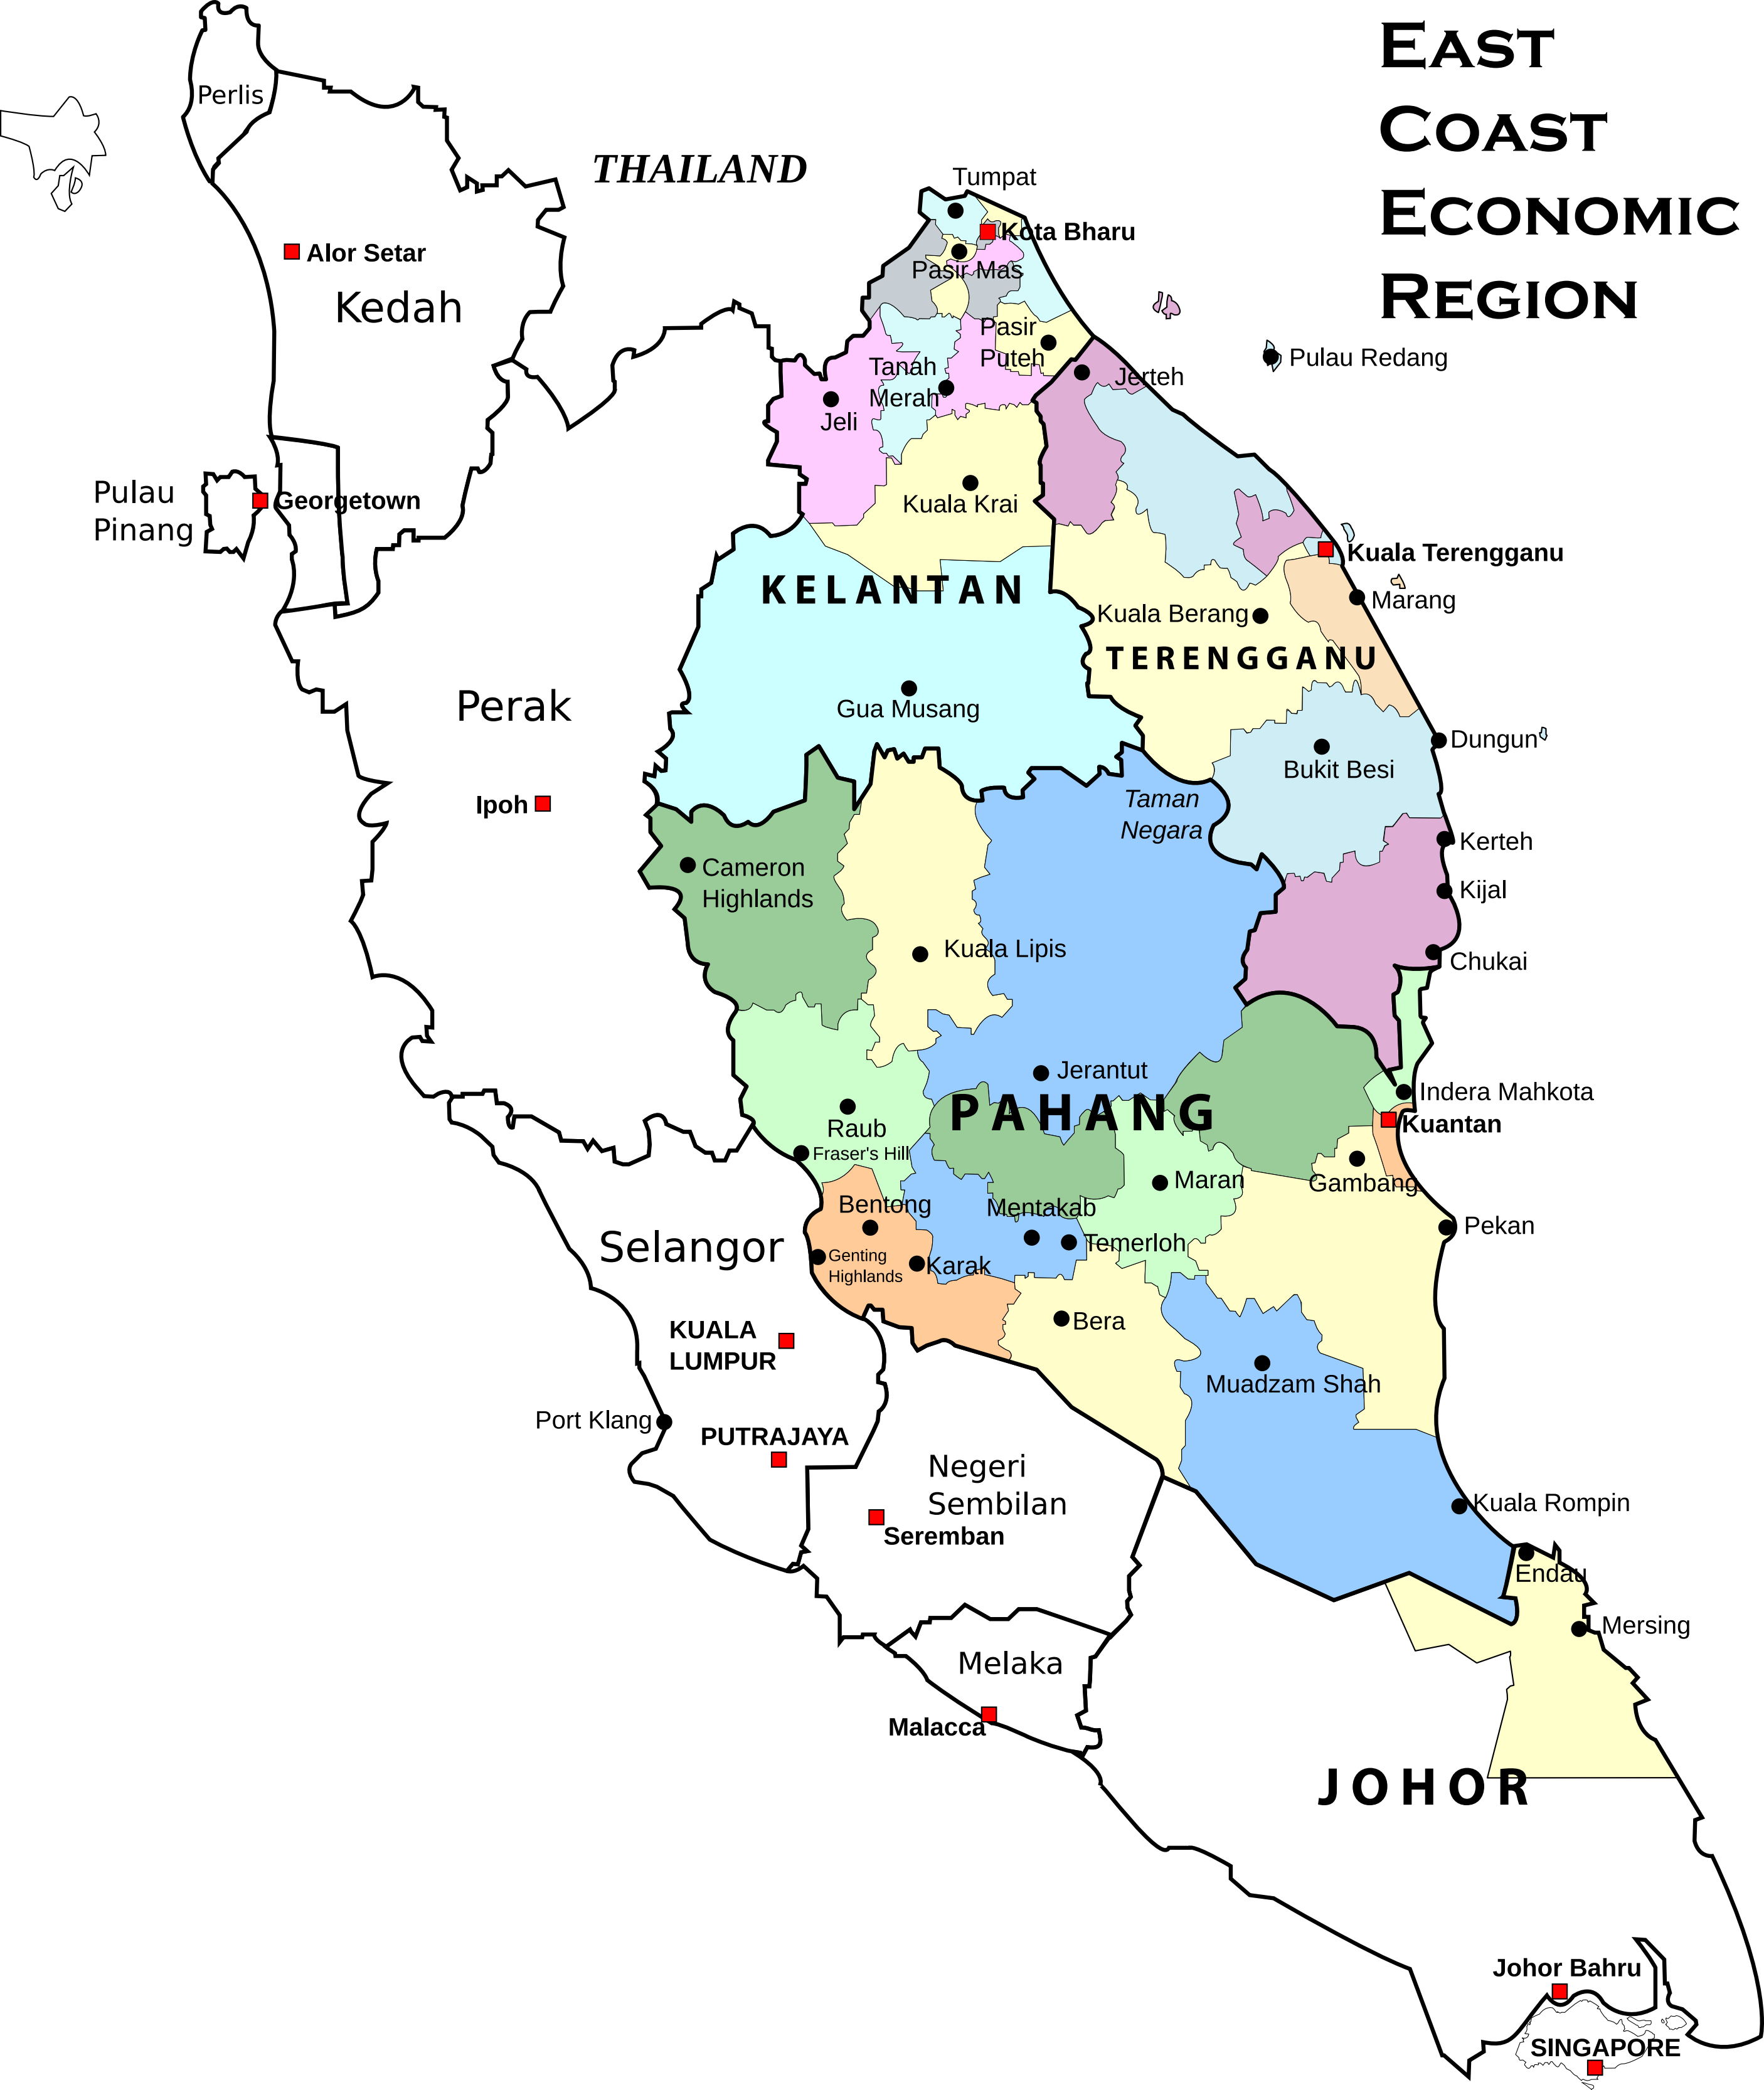 EAST
COAST
ECONOMIC
REGION
Perlis
THAILAND
Tumpat
Kota Bharu
Alor Setar
Pasir Mas
Kedah
Pasir
Puteh
Pulau Redang
Tanah
Merah
Jerteh
Jeli
Pulau
Pinang
Georgetown
Kuala Krai
Kuala Terengganu
KELANTAN
Marang
Kuala Berang
TERENGGANU
Perak
Gua Musang
Dungun
Bukit Besi
Ipoh
Taman
Negara
Kerteh
Cameron
Highlands
Kijal
Kuala Lipis
Chukai
Jerantut
Indera Mahkota
PAHANG
Kuantan
Raub
Fraser's Hill
Maran
Gambang
Bentong
Mentakab
Pekan
Selangor
Temerloh
Genting
Highlands
Karak
Bera
KUALA
LUMPUR
Muadzam Shah
Port Klang
PUTRAJAYA
Negeri
Sembilan
Kuala Rompin
Seremban
Endau
Mersing
Melaka
Malacca
JOHOR
Johor Bahru
SINGAPORE